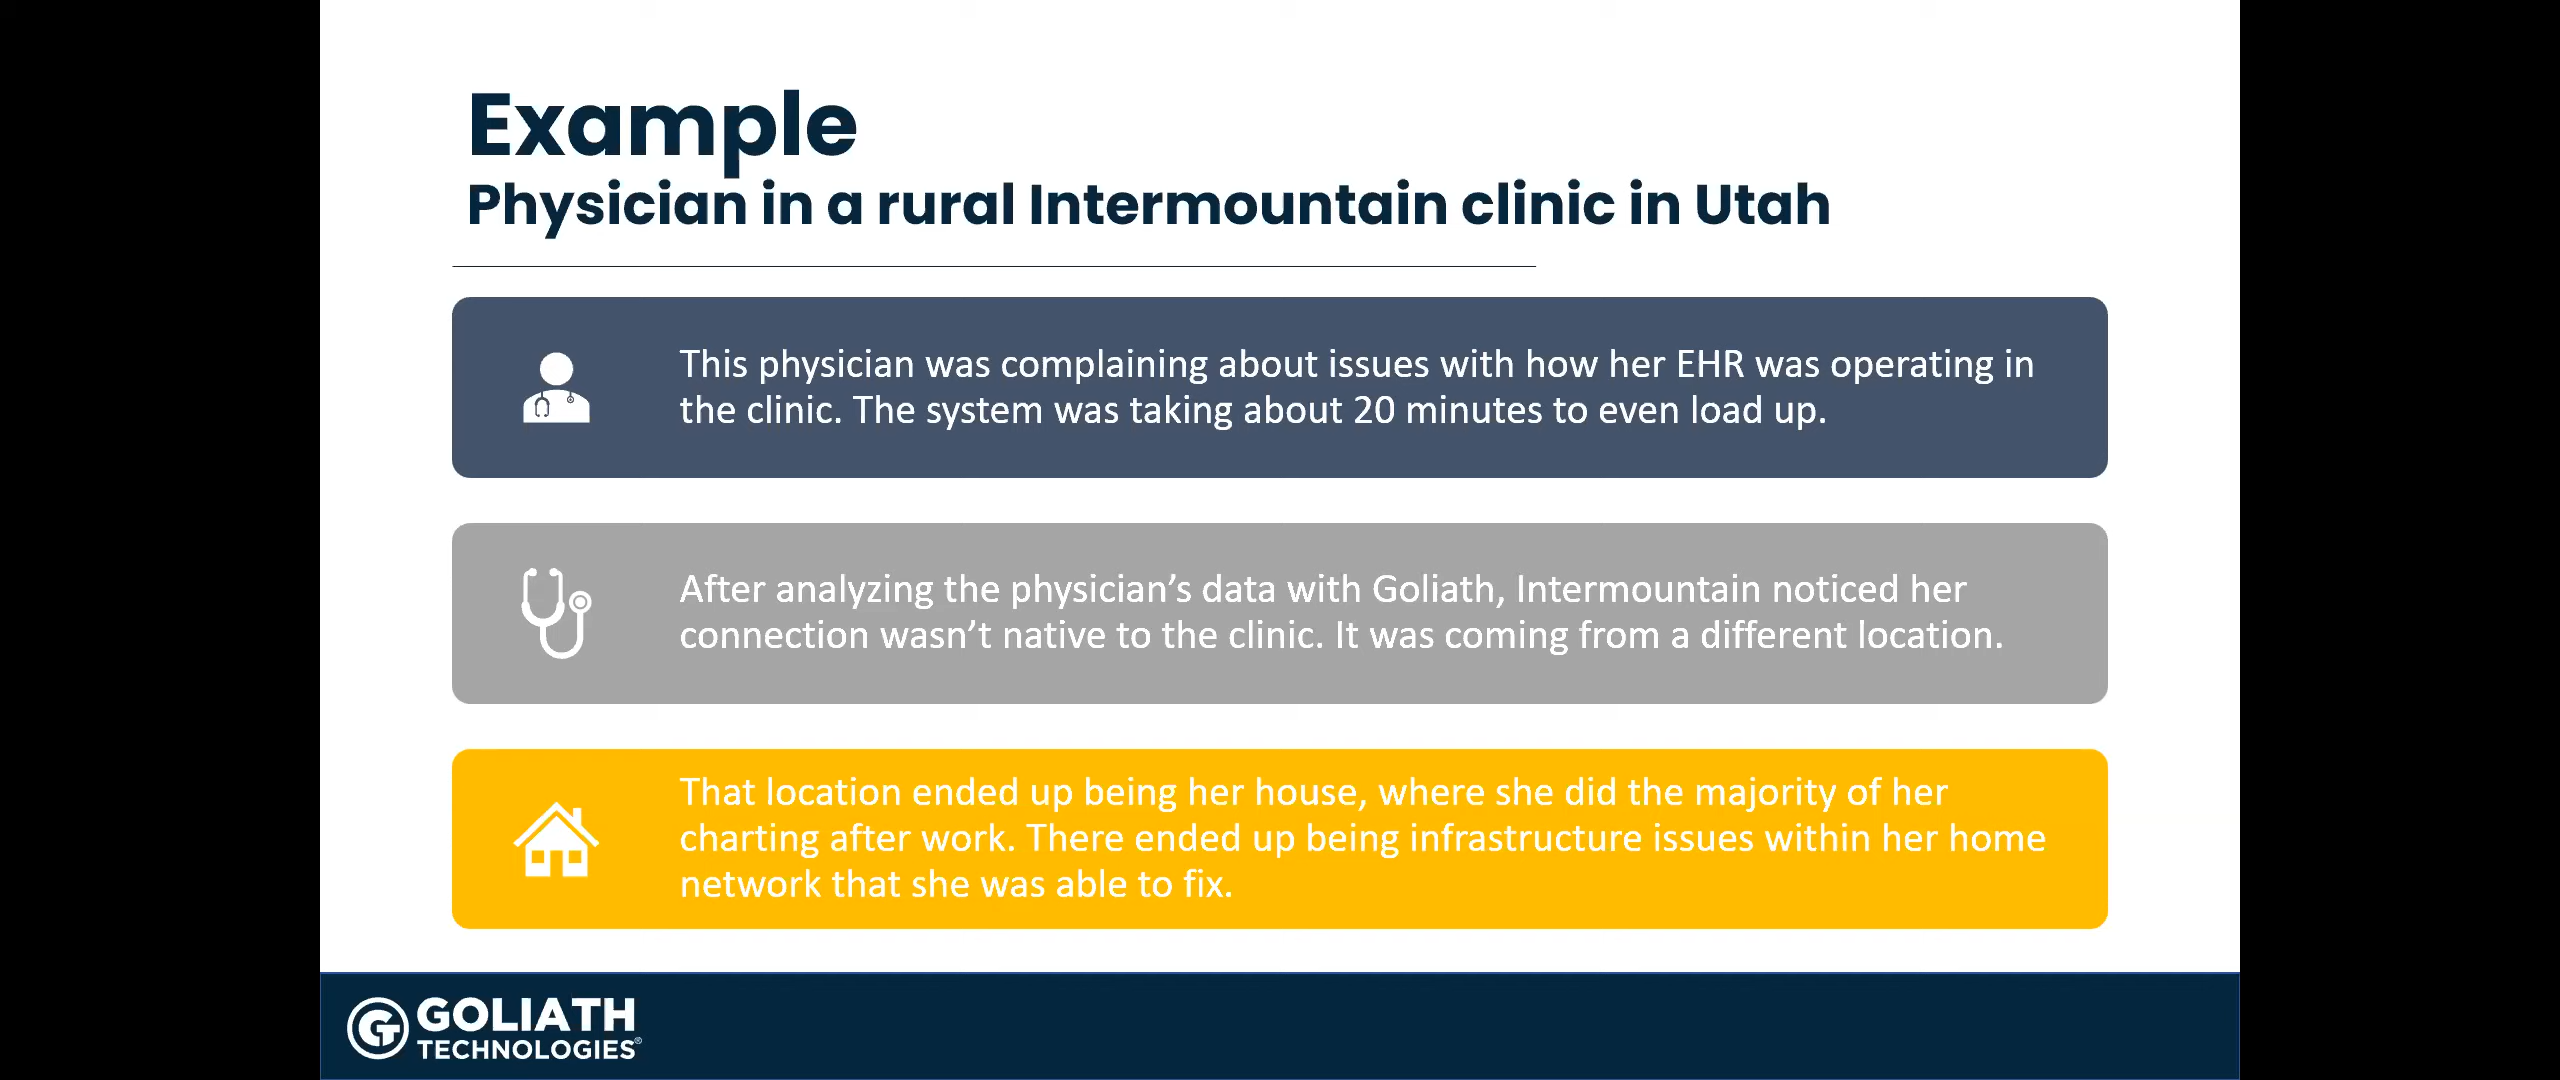 Example
Physician in a rural Intermountain clinic in Utah
This physician was complaining about issues with how her EHR was operating in
the clinic. The system was taking about 20 minutes to even load up.
After analyzing the physician’s data with Goliath, Intermountain noticed her
connection wasn’t native to the clinic. It was coming from a different location.
That location ended up being her house, where she did the majority of her
charting after work. There ended up being infrastructure issues within her home
network that she was able to fix.
GOLIATH
TECHNOLOGIES®